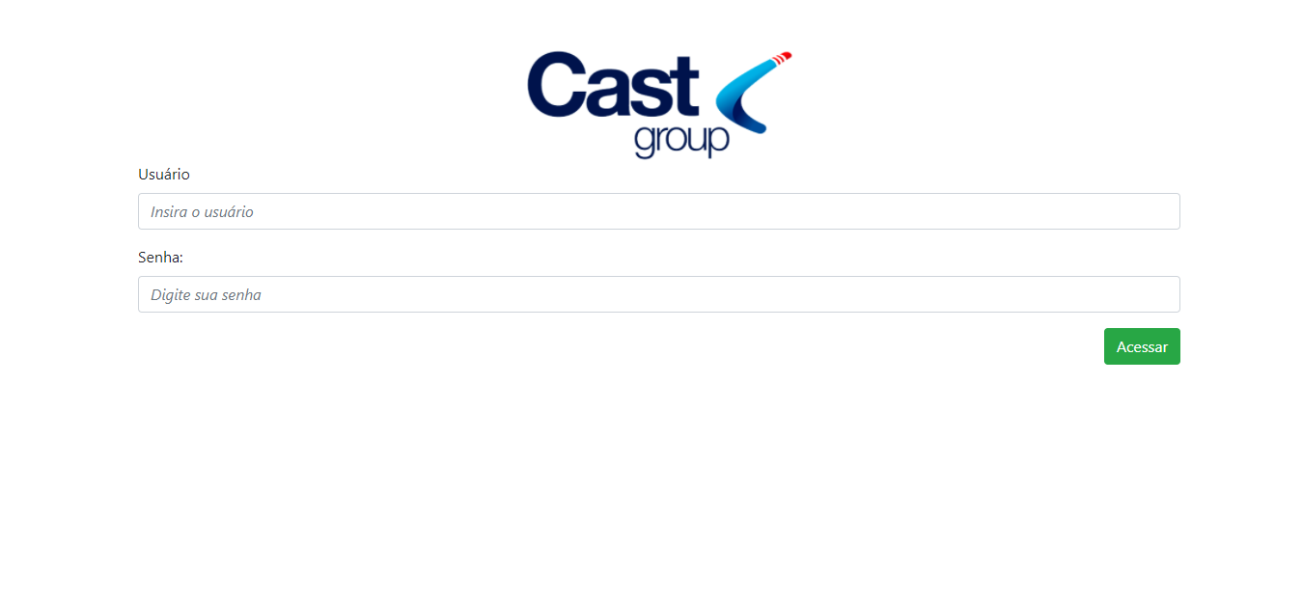 Cast
group
Usuário
Insira o usuário
Senha:
Digite sua senha
Acessar